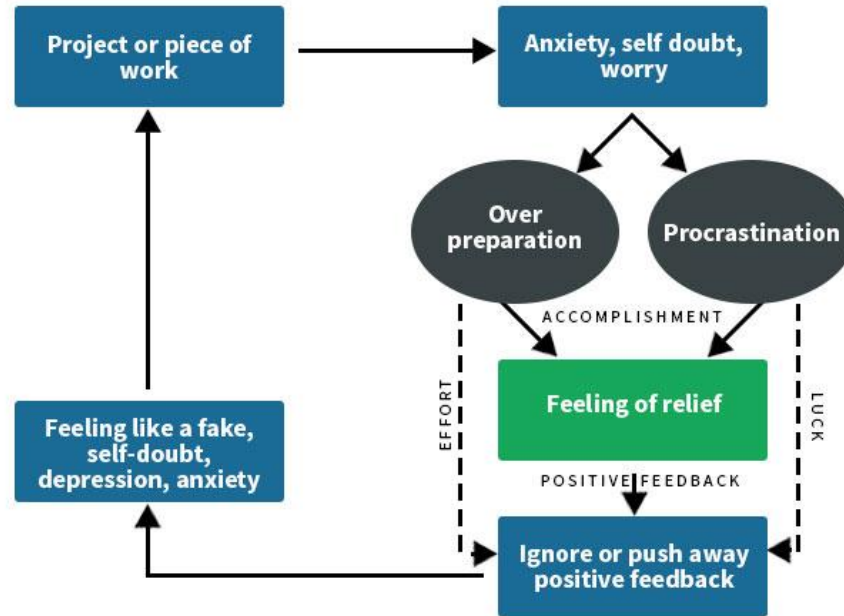 Project or piece of
work
Anxiety, self doubt,
worry
Over
preparation
Procrastination
ACCOMPLISHMENT
EFFORT
Feeling of relief
LUCK
POSITIVE FEEDBACK
Feeling like a fake,
self-doubt,
depression, anxiety
Ignore or push away
positive feedback